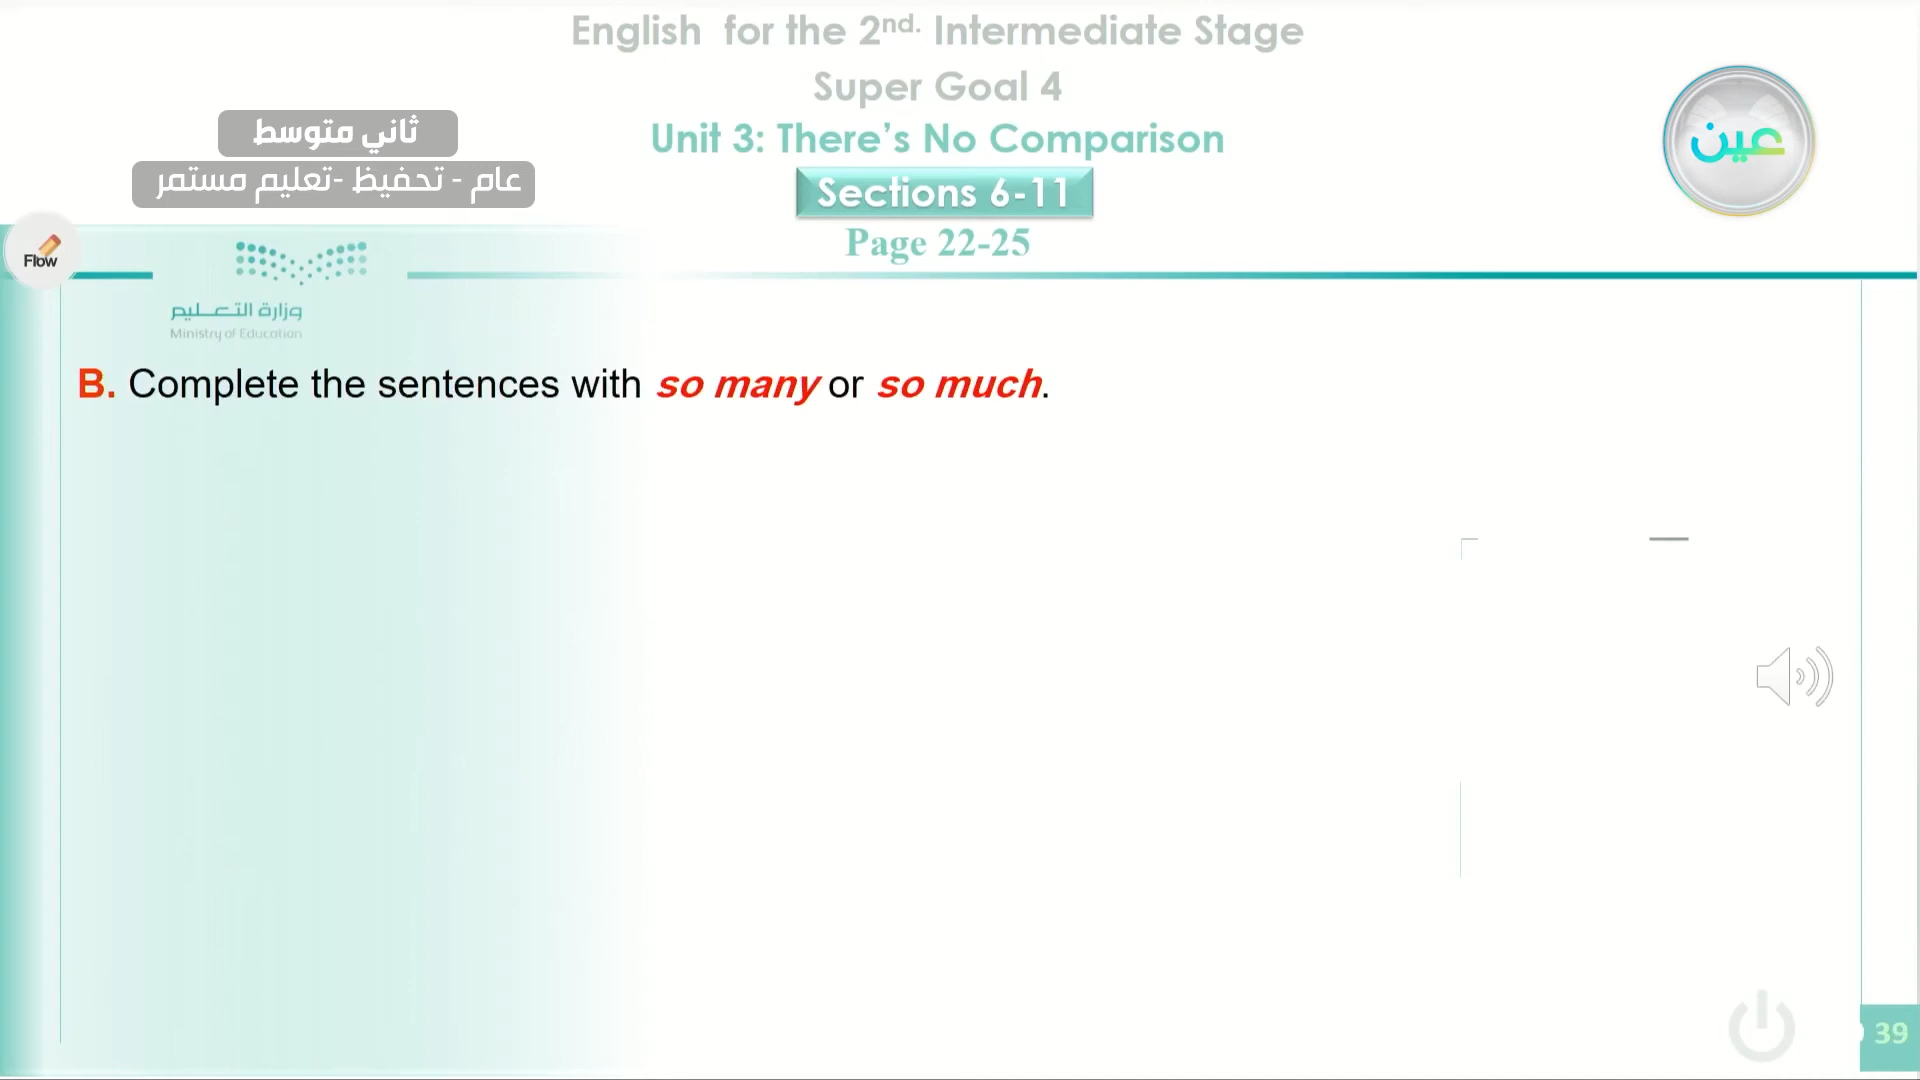 English for the 2nd. Intermediate Stage
Super Goal 4
Unit 3: There's No Comparison
Sections 6-11
Page 22-25
ثاني متوسط
عام - تحفيظ -تعليم مستمر
عين
Flow
وزارة التعليم
Ministry of Education
B. Complete the sentences with so many or so much.
39